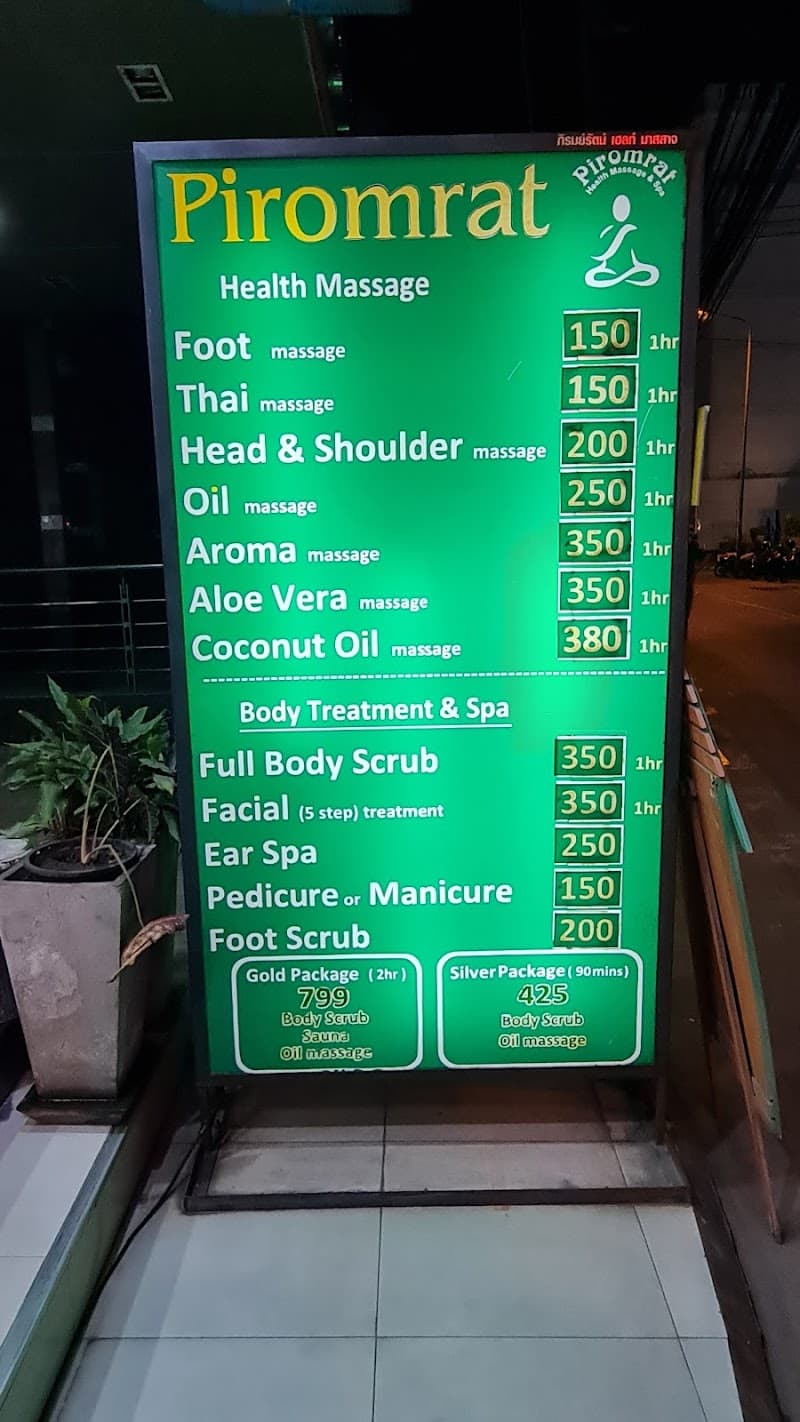 ภิรมย์รัตน์ เฮลท์ มาสสาจ
Piromrat
Piromrat
Health Massage & Spa
Health Massage
Foot massage 150 1hr
Thai massage 150 1hr
Head & Shoulder massage 200 1hr
Oil massage 250 1hr
Aroma massage 350 1hr
Aloe Vera massage 350 1hr
Coconut Oil massage 380 1hr
Body Treatment & Spa
Full Body Scrub 350 1hr
Facial (5 step) treatment 350 1hr
Ear Spa 250
Pedicure or Manicure 150
Foot Scrub 200
Gold Package (2hr)
799
Body Scrub
Sauna
Oil massage
Silver Package (90mins)
425
Body Scrub
Oil massage